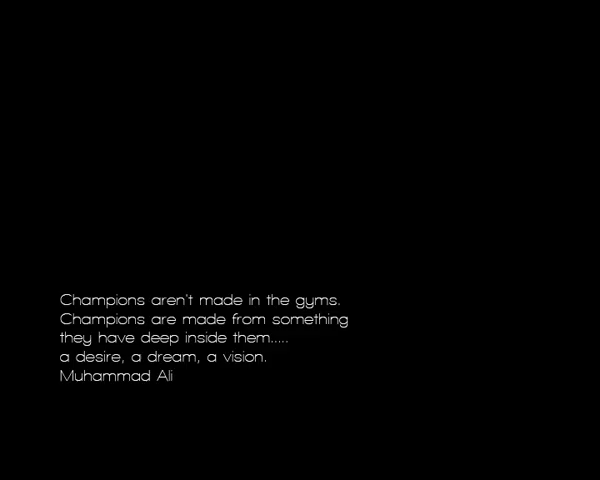 Champions aren't made in the gyms.
Champions are made from something
they have deep inside them.....
a desire, a dream, a vision.
Muhammad Ali